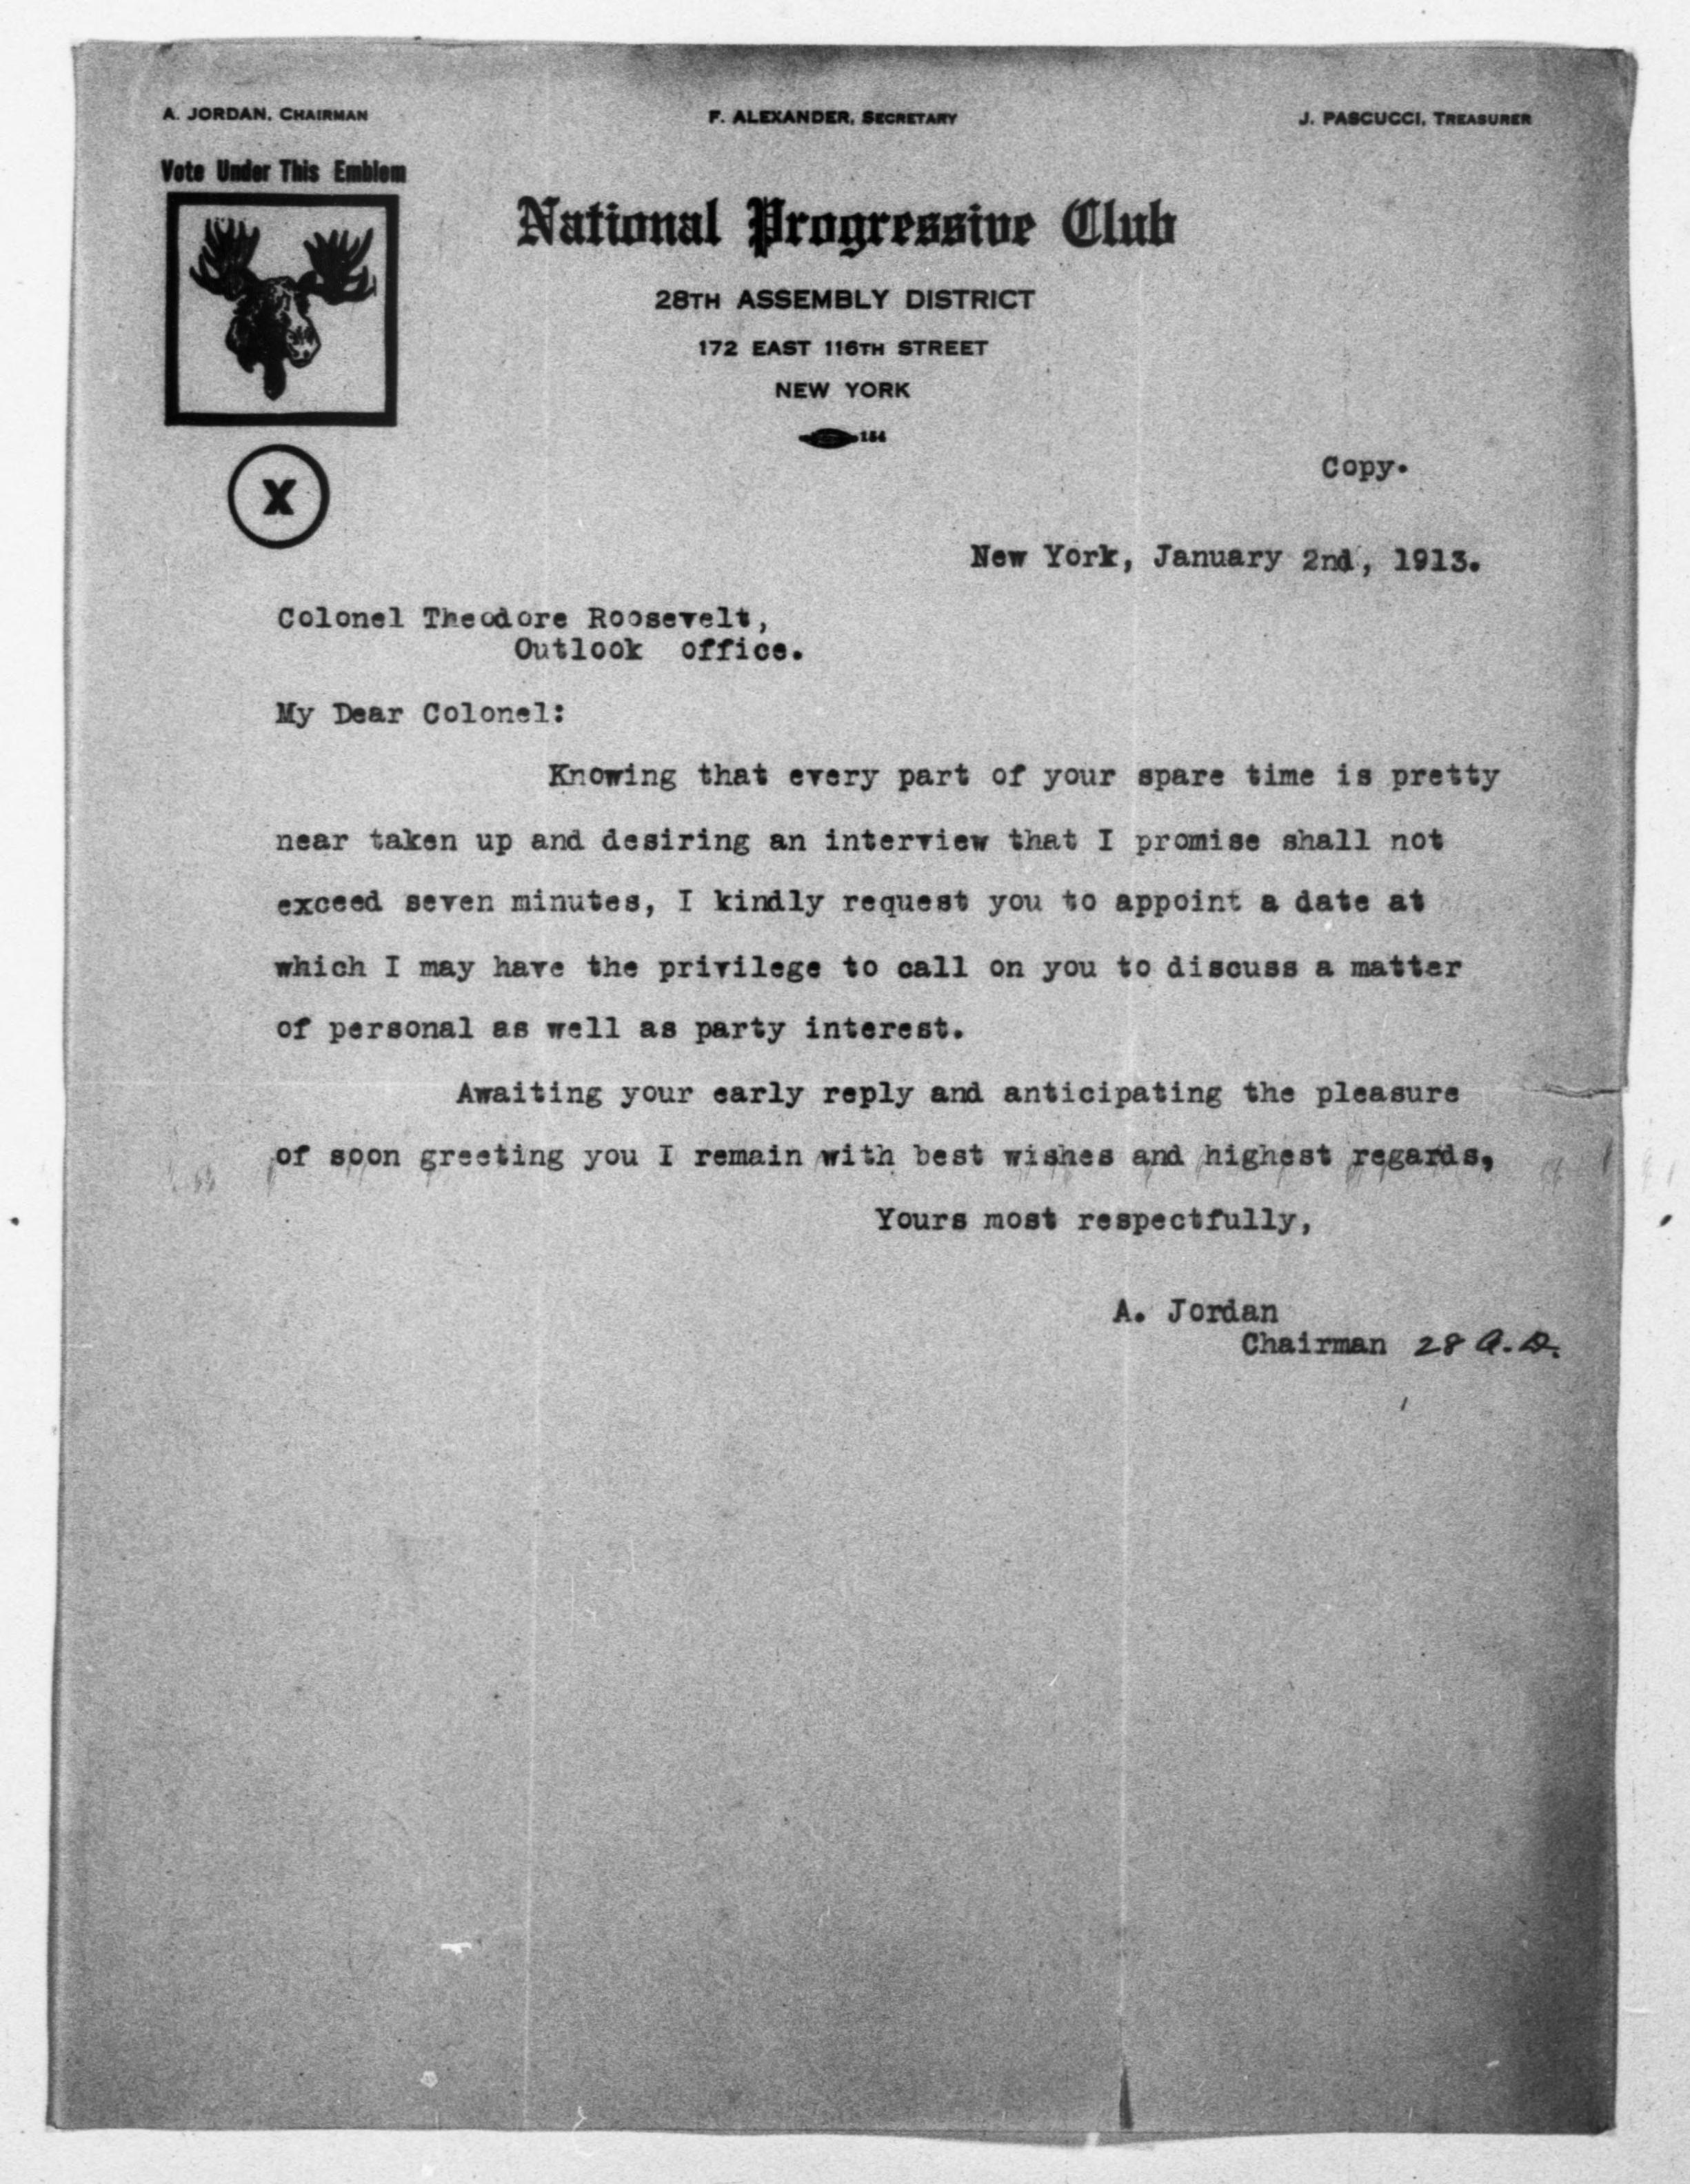 A. JORDAN, CHAIRMAN
F. ALEXANDER, SECRETARY
J. PASCUCCI, TREASURER
Vote Under This Emblem
National Progressive Club
28TH ASSEMBLY DISTRICT
172 EAST 116TH STREET
NEW YORK
184
X
Copy.
New York, January 2nd, 1913.
Colonel Theodore Roosevelt,
Outlook office.
My Dear Colonel:
Knowing that every part of your spare time is pretty
near taken up and desiring an interview that I promise shall not
exceed seven minutes, I kindly request you to appoint a date at
which I may have the privilege to call on you to discuss a matter
of personal as well as party interest.
Awaiting your early reply and anticipating the pleasure
of soon greeting you I remain with best wishes and highest regards,
Yours most respectfully,
A. Jordan
Chairman 28 A.D.